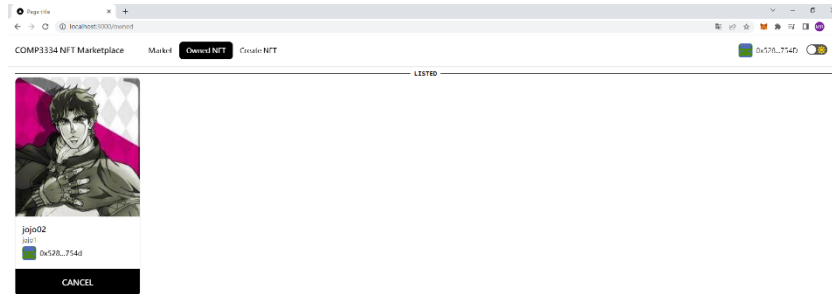 Page title
localhost:3000/owned
COMP3334 NFT Marketplace Market Owned NFT Create NFT 0x528...754D
LISTED
jojo02
jojo1
0x528...754d
CANCEL